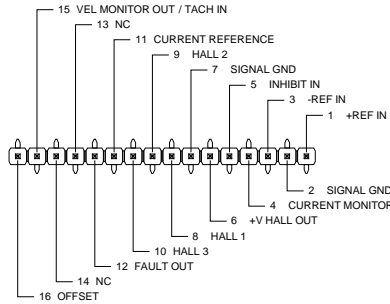 15 VEL MONITOR OUT / TACH IN
13 NC
11 CURRENT REFERENCE
9 HALL 2
7 SIGNAL GND
5 INHIBIT IN
3 -REF IN
1 +REF IN
2 SIGNAL GND
4 CURRENT MONITOR
6 +V HALL OUT
8 HALL 1
10 HALL 3
12 FAULT OUT
14 NC
16 OFFSET